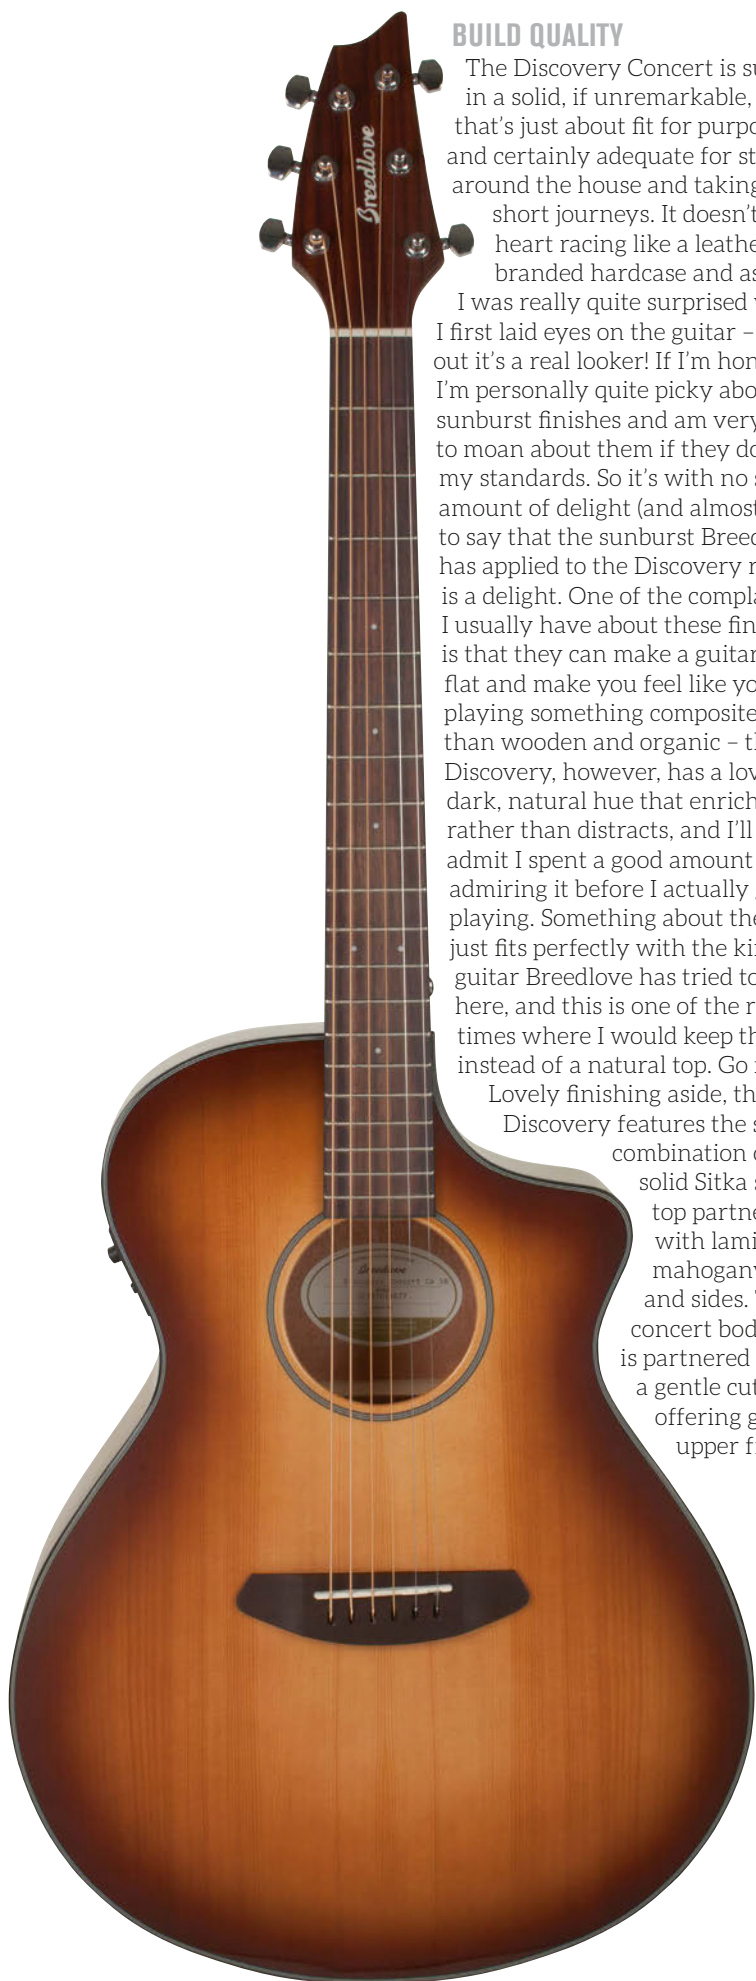 BUILD QUALITY
The Discovery Concert is su
in a solid, if unremarkable,
that’s just about fit for purpo
and certainly adequate for st
around the house and taking
short journeys. It doesn’t
heart racing like a leathe
branded hardcase and as
I was really quite surprised
I first laid eyes on the guitar –
out it’s a real looker! If I’m hon
I’m personally quite picky abo
sunburst finishes and am very
to moan about them if they do
my standards. So it’s with no s
amount of delight (and almost
to say that the sunburst Breed
has applied to the Discovery r
is a delight. One of the compla
I usually have about these fin
is that they can make a guitar
flat and make you feel like yo
playing something composite
than wooden and organic – t
Discovery, however, has a lov
dark, natural hue that enrich
rather than distracts, and I’ll
admit I spent a good amount
admiring it before I actually
playing. Something about the
just fits perfectly with the ki
guitar Breedlove has tried to
here, and this is one of the r
times where I would keep th
instead of a natural top. Go
Lovely finishing aside, th
Discovery features the s
combination
solid Sitka s
top partne
with lami
mahogany
and sides.
concert bod
is partnered
a gentle cut
offering g
upper f
Breedlove
Breedlove